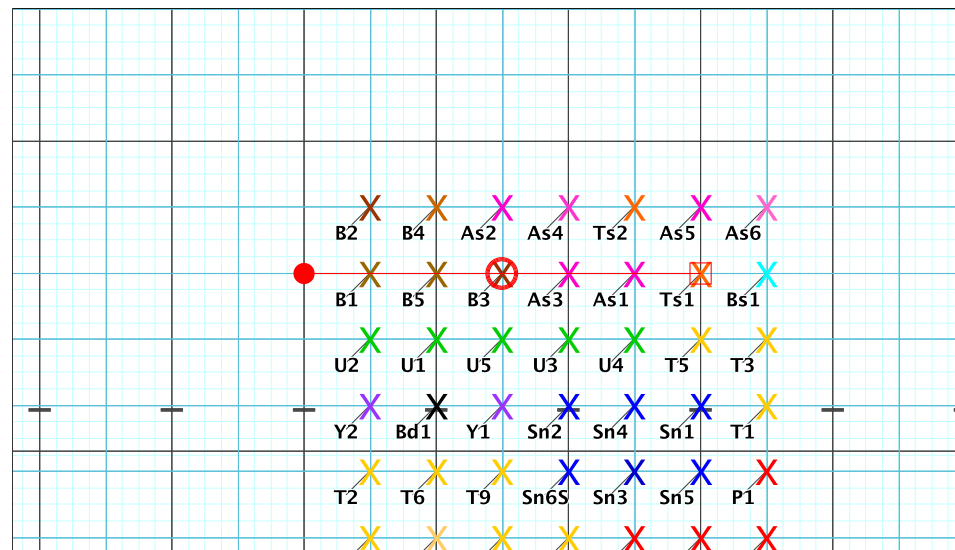 B2 B4 As2 As4 Ts2 As5 As6
B1 B5 B3 As3 As1 Ts1 Bs1
U2 U1 U5 U3 U4 T5 T3
Y2 Bd1 Y1 Sn2 Sn4 Sn1 T1
T2 T6 T9 Sn6S Sn3 Sn5 P1